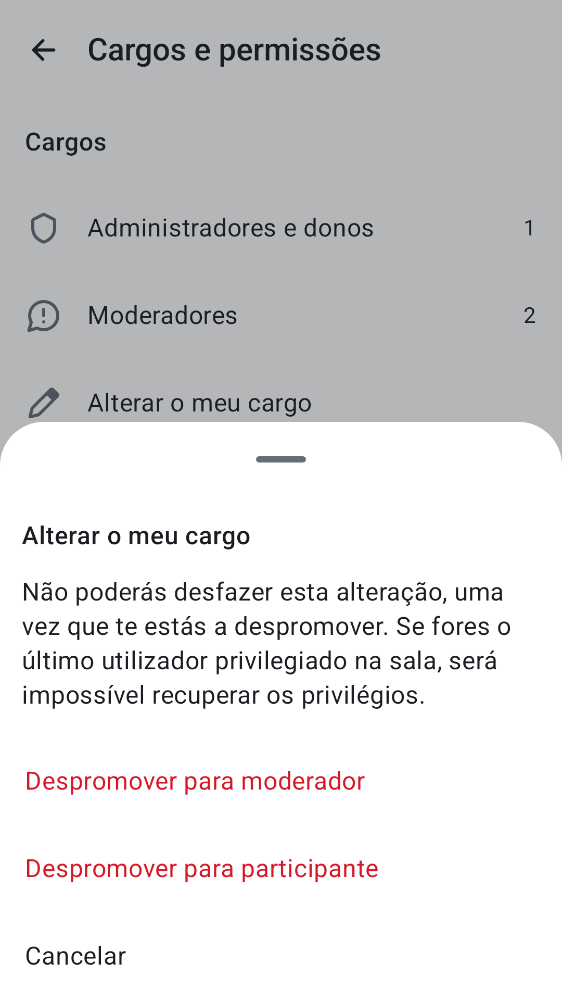 Cargos e permissões
Cargos
Administradores e donos 1
Moderadores 2
Alterar o meu cargo
Alterar o meu cargo
Não poderás desfazer esta alteração, uma
vez que te estás a despromover. Se fores o
último utilizador privilegiado na sala, será
impossível recuperar os privilégios.
Despromover para moderador
Despromover para participante
Cancelar